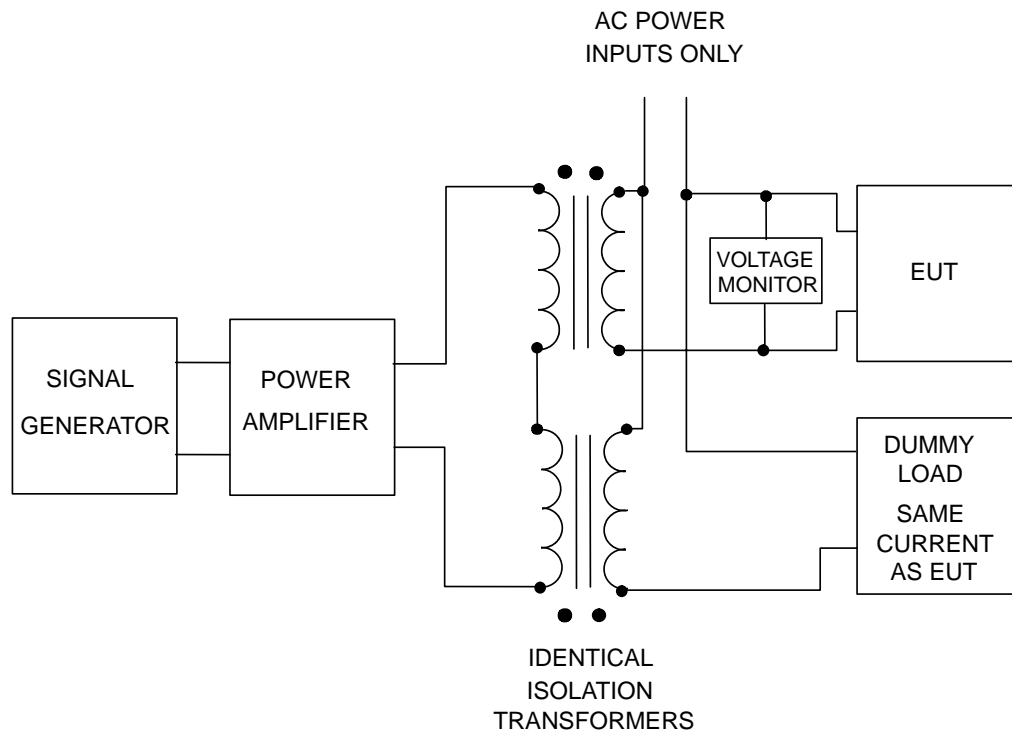 AC POWER
INPUTS ONLY
VOLTAGE
MONITOR
EUT
SIGNAL
GENERATOR
POWER
AMPLIFIER
DUMMY
LOAD
SAME
CURRENT
AS EUT
IDENTICAL
ISOLATION
TRANSFORMERS